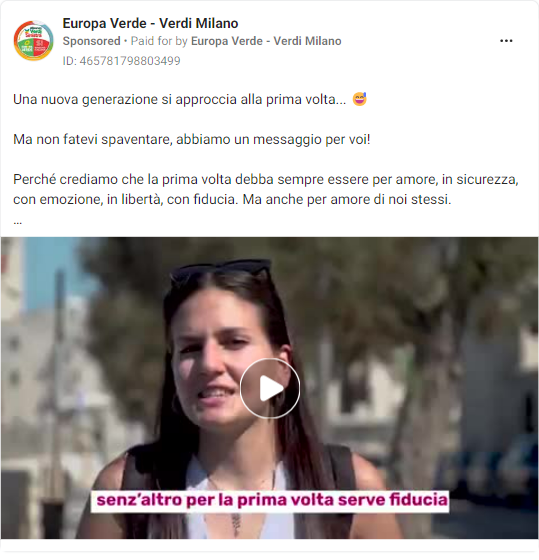 Europa Verde - Verdi Milano
Sponsored • Paid for by Europa Verde - Verdi Milano
ID: 465781798803499
Una nuova generazione si approccia alla prima volta... 😅
Ma non fatevi spaventare, abbiamo un messaggio per voi!
Perché crediamo che la prima volta debba sempre essere per amore, in sicurezza,
con emozione, in libertà, con fiducia. Ma anche per amore di noi stessi.
...
senz'altro per la prima volta serve fiducia